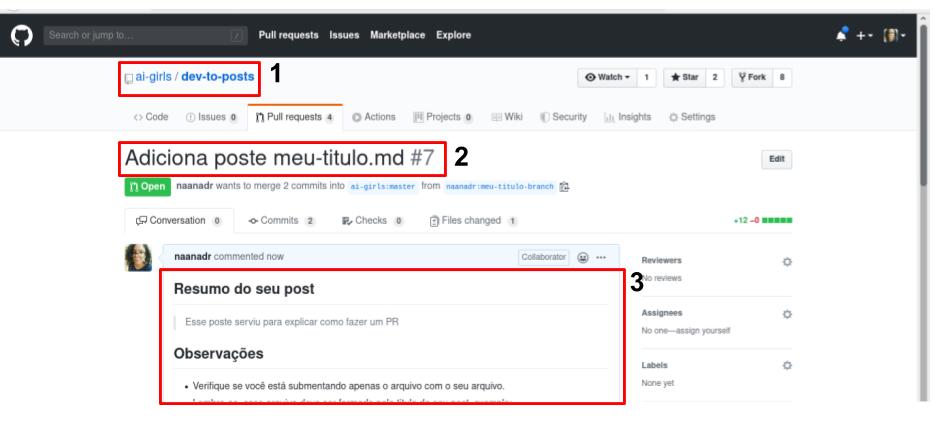 Search or jump to... / Pull requests Issues Marketplace Explore
ai-girls / dev-to-posts 1
Watch 1 Star 2 Fork 8
Code Issues 0 Pull requests 4 Actions Projects 0 Wiki Security Insights Settings
Adiciona poste meu-titulo.md #7 2
Edit
Open naanadr wants to merge 2 commits into ai-girls:master from naanadr:meu-titulo-branch
Conversation 0 Commits 2 Checks 0 Files changed 1 +12 −0
naanadr commented now Collaborator
Reviewers
3
No reviews
Resumo do seu post
Esse poste serviu para explicar como fazer um PR
Assignees
No one—assign yourself
Observações
Labels
None yet
• Verifique se você está submentando apenas o arquivo com o seu arquivo.